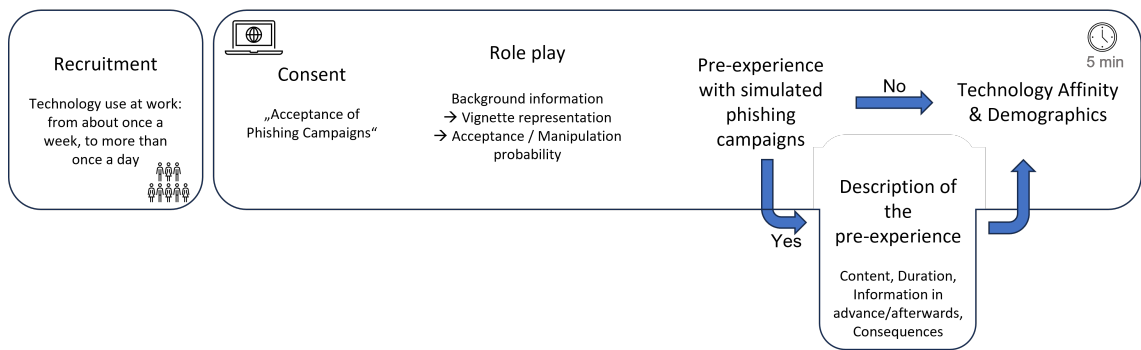 Recruitment
Technology use at work:
from about once a
week, to more than
once a day
Consent
„Acceptance of
Phishing Campaigns“
Role play
Background information
→ Vignette representation
→ Acceptance / Manipulation
probability
Pre-experience
with simulated
phishing
campaigns
No
Yes
Description of
the
pre-experience
Content, Duration,
Information in
advance/afterwards,
Consequences
5 min
Technology Affinity
& Demographics